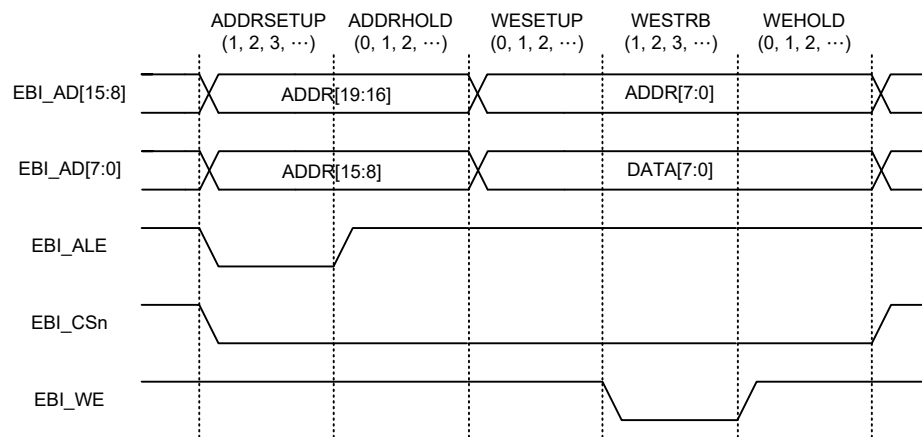 ADDRSETUP ADDRHOLD WESETUP WESTRB WEHOLD
(1, 2, 3, ⋯) (0, 1, 2, ⋯) (0, 1, 2, ⋯) (1, 2, 3, ⋯) (0, 1, 2, ⋯)
EBI_AD[15:8] ADDR[19:16] ADDR[7:0]
EBI_AD[7:0] ADDR[15:8] DATA[7:0]
EBI_ALE
EBI_CSn
EBI_WE